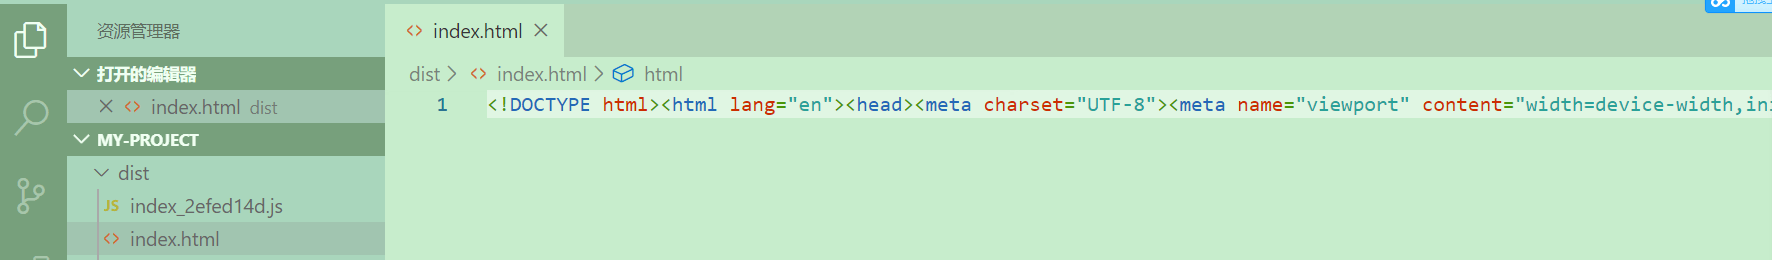 资源管理器
打开的编辑器
index.html dist
MY-PROJECT
dist
JS index_2efed14d.js
index.html
index.html
dist > index.html > html
1 <!DOCTYPE html><html lang="en"><head><meta charset="UTF-8"><meta name="viewport" content="width=device-width,ini